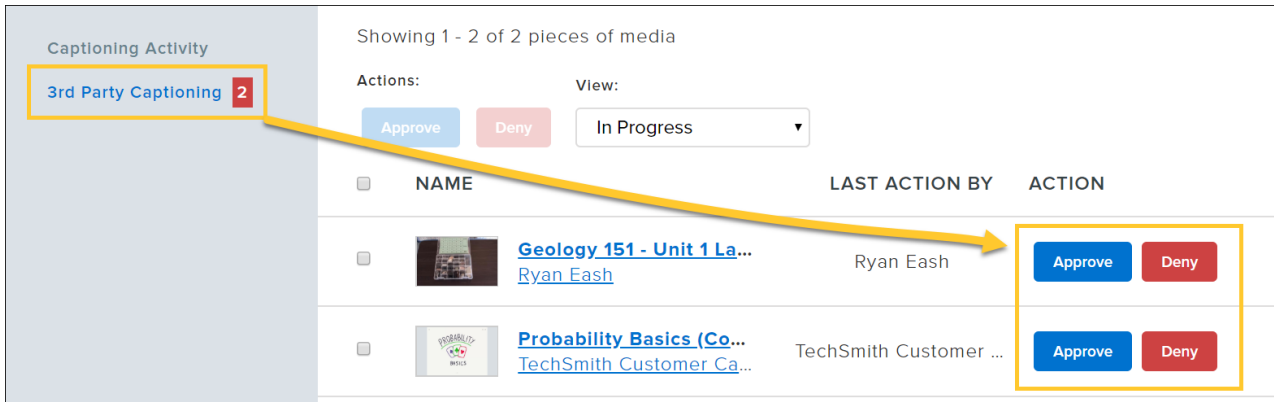 Captioning Activity
3rd Party Captioning 2
Showing 1 - 2 of 2 pieces of media
Actions:
View:
Approve
Deny
In Progress
NAME
LAST ACTION BY
ACTION
Geology 151 - Unit 1 La...
Ryan Eash
Ryan Eash
Approve
Deny
PROBABILITY
BASICS
Probability Basics (Co...
TechSmith Customer Ca...
TechSmith Customer ...
Approve
Deny